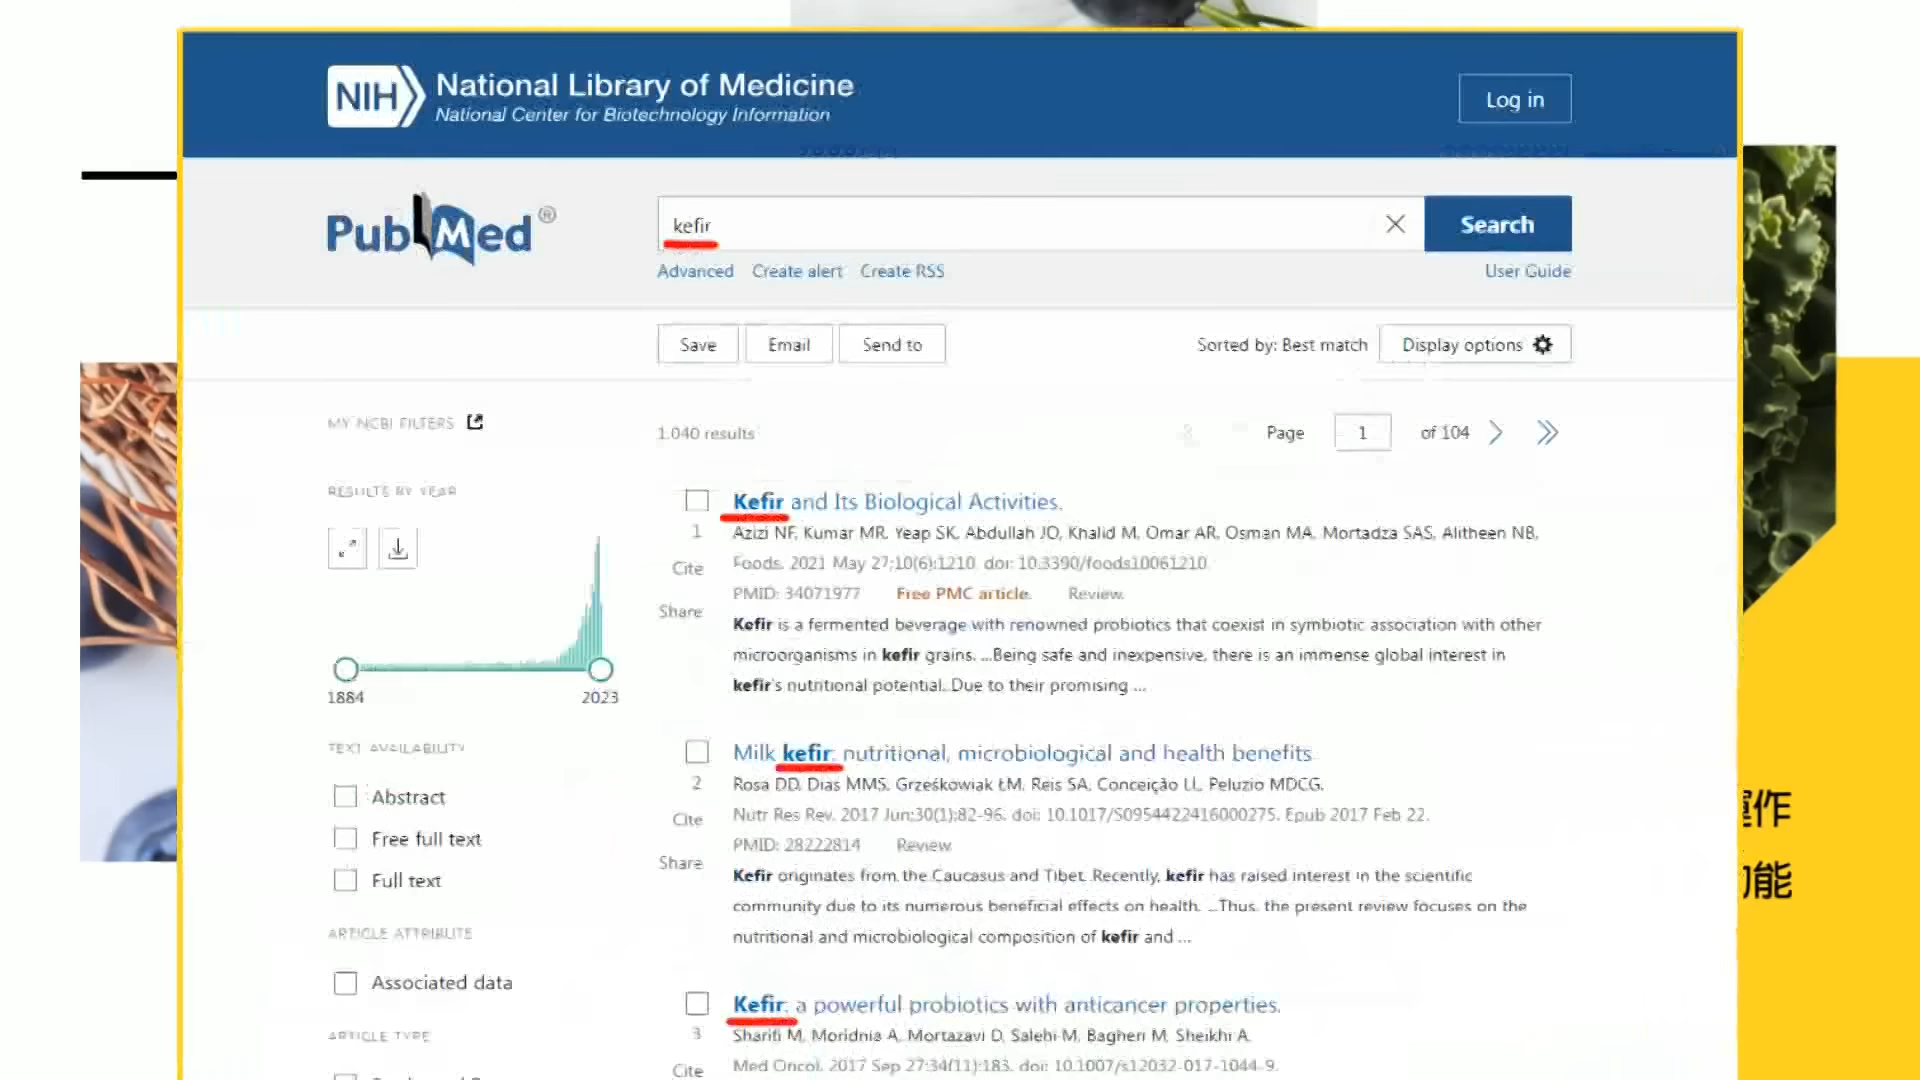 NIH National Library of Medicine
National Center for Biotechnology Information
Log in
PubMed®
kefir
Search
Advanced Create alert Create RSS
User Guide
Save Email Send to
Sorted by: Best match Display options
MY NCBI FILTERS
1,040 results
Page 1 of 104
RESULTS BY YEAR
1884 2023
Kefir and Its Biological Activities.
1
Azizi NF, Kumar MR, Yeap SK, Abdullah JO, Khalid M, Omar AR, Osman MA, Mortadza SAS, Alitheen NB.
Cite
Foods. 2021 May 27;10(6):1210. doi: 10.3390/foods10061210.
PMID: 34071977 Free PMC article. Review.
Share
Kefir is a fermented beverage with renowned probiotics that coexist in symbiotic association with other
microorganisms in kefir grains. ...Being safe and inexpensive, there is an immense global interest in
kefir's nutritional potential. Due to their promising ...
TEXT AVAILABILITY
Abstract
Free full text
Full text
Milk kefir: nutritional, microbiological and health benefits.
2
Rosa DD, Dias MMS, Grześkowiak ŁM, Reis SA, Conceição LL, Peluzio MDCG.
Cite
Nutr Res Rev. 2017 Jun;30(1):82-96. doi: 10.1017/S0954422416000275. Epub 2017 Feb 22.
PMID: 28222814 Review.
Share
Kefir originates from the Caucasus and Tibet. Recently, kefir has raised interest in the scientific
community due to its numerous beneficial effects on health. ...Thus, the present review focuses on the
nutritional and microbiological composition of kefir and ...
ARTICLE ATTRIBUTE
Associated data
ARTICLE TYPE
Kefir: a powerful probiotics with anticancer properties.
3
Sharifi M, Moridnia A, Mortazavi D, Salehi M, Bagheri M, Sheikhi A.
Cite
Med Oncol. 2017 Sep 27;34(11):183. doi: 10.1007/s12032-017-1044-9.
作
能